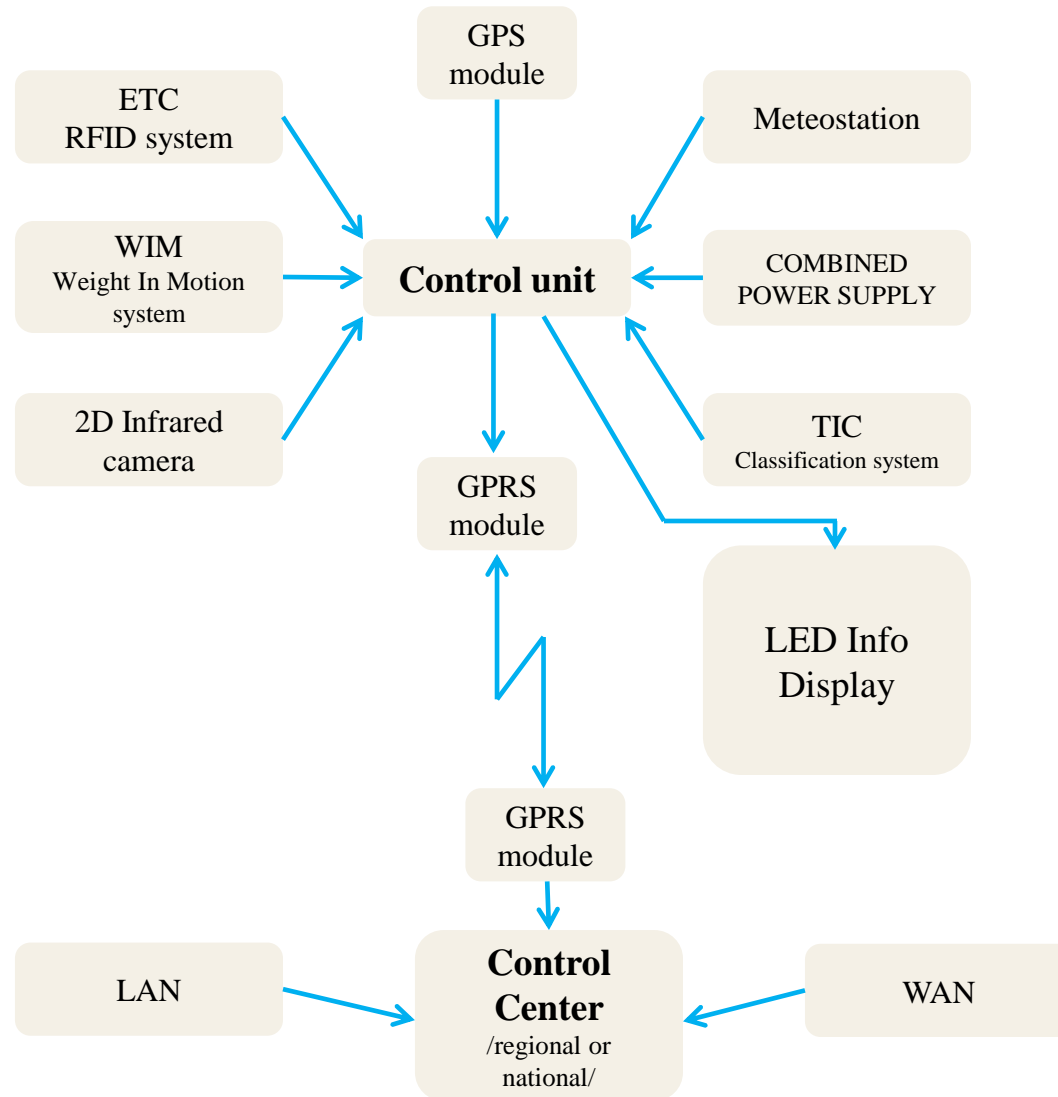 GPS
module
ETC
RFID system
Meteostation
WIM
Weight In Motion
system
Control unit
COMBINED
POWER SUPPLY
2D Infrared
camera
TIC
Classification system
GPRS
module
LED Info
Display
GPRS
module
LAN
Control
Center
/regional or
national/
WAN